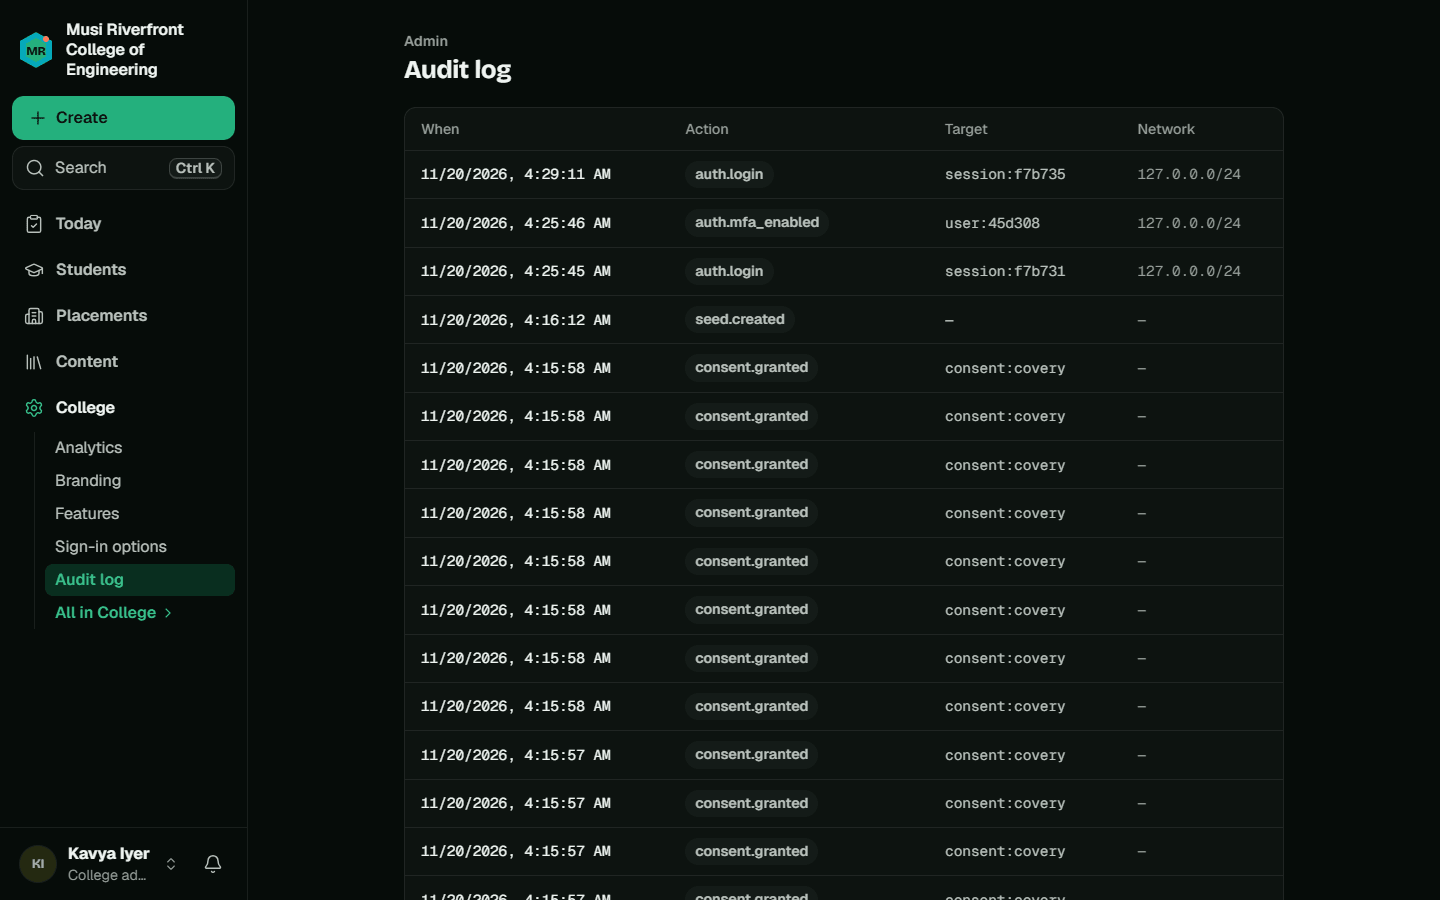 MR
Musi Riverfront
College of
Engineering
Create
Search Ctrl K
Today
Students
Placements
Content
College
Analytics
Branding
Features
Sign-in options
Audit log
All in College
KI
Kavya Iyer
College ad...
Admin
Audit log
When Action Target Network
11/20/2026, 4:29:11 AM auth.login session:f7b735 127.0.0.0/24
11/20/2026, 4:25:46 AM auth.mfa_enabled user:45d308 127.0.0.0/24
11/20/2026, 4:25:45 AM auth.login session:f7b731 127.0.0.0/24
11/20/2026, 4:16:12 AM seed.created — —
11/20/2026, 4:15:58 AM consent.granted consent:covery —
11/20/2026, 4:15:58 AM consent.granted consent:covery —
11/20/2026, 4:15:58 AM consent.granted consent:covery —
11/20/2026, 4:15:58 AM consent.granted consent:covery —
11/20/2026, 4:15:58 AM consent.granted consent:covery —
11/20/2026, 4:15:58 AM consent.granted consent:covery —
11/20/2026, 4:15:58 AM consent.granted consent:covery —
11/20/2026, 4:15:58 AM consent.granted consent:covery —
11/20/2026, 4:15:57 AM consent.granted consent:covery —
11/20/2026, 4:15:57 AM consent.granted consent:covery —
11/20/2026, 4:15:57 AM consent.granted consent:covery —
11/20/2026, 4:15:57 AM consent.granted consent:covery —